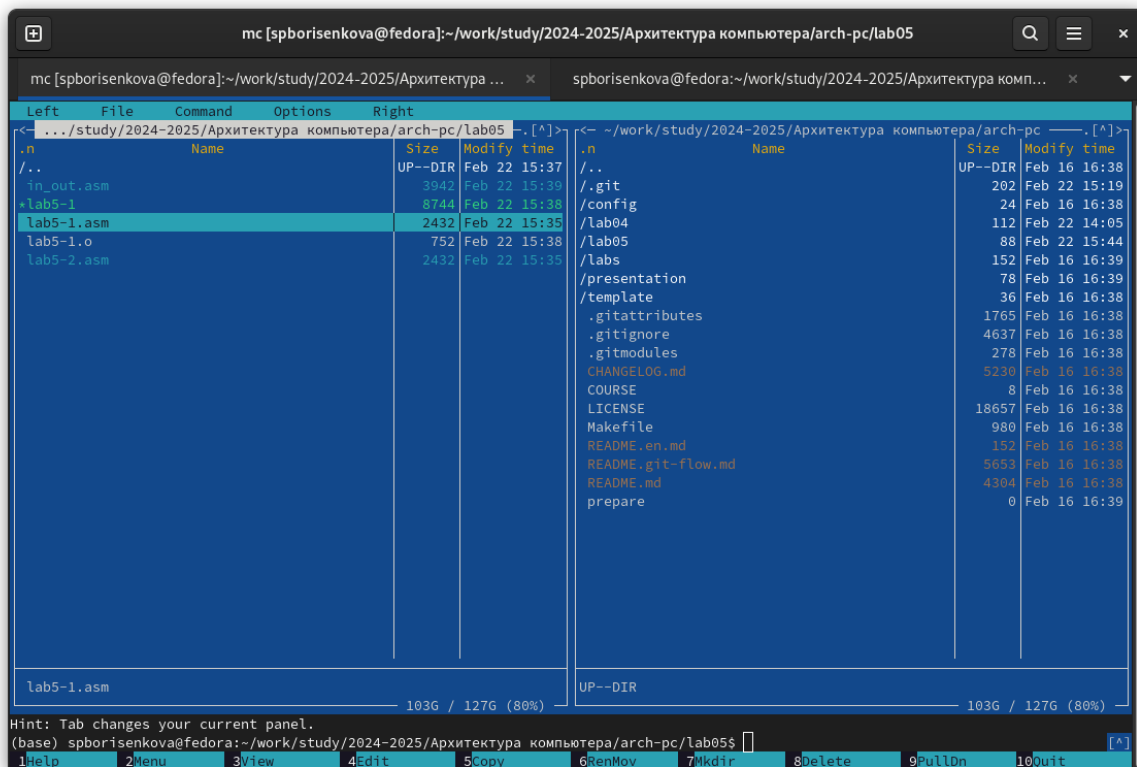 mc [spborisenkova@fedora]:~/work/study/2024-2025/Архитектура компьютера/arch-pc/lab05
mc [spborisenkova@fedora]:~/work/study/2024-2025/Архитектура ... × spborisenkova@fedora:~/work/study/2024-2025/Архитектура комп... ×
Left File Command Options Right
<─ .../study/2024-2025/Архитектура компьютера/arch-pc/lab05 ─.[^]>
.n Name Size Modify time
/.. UP--DIR Feb 22 15:37
in_out.asm 3942 Feb 22 15:39
*lab5-1 8744 Feb 22 15:38
lab5-1.asm 2432 Feb 22 15:35
lab5-1.o 752 Feb 22 15:38
lab5-2.asm 2432 Feb 22 15:35
lab5-1.asm
103G / 127G (80%)
<─ ~/work/study/2024-2025/Архитектура компьютера/arch-pc ─.[^]>
.n Name Size Modify time
/.. UP--DIR Feb 16 16:38
/.git 202 Feb 22 15:19
/config 24 Feb 16 16:38
/lab04 112 Feb 22 14:05
/lab05 88 Feb 22 15:44
/labs 152 Feb 16 16:39
/presentation 78 Feb 16 16:39
/template 36 Feb 16 16:38
.gitattributes 1765 Feb 16 16:38
.gitignore 4637 Feb 16 16:38
.gitmodules 278 Feb 16 16:38
CHANGELOG.md 5230 Feb 16 16:38
COURSE 8 Feb 16 16:38
LICENSE 18657 Feb 16 16:38
Makefile 980 Feb 16 16:38
README.en.md 152 Feb 16 16:38
README.git-flow.md 5653 Feb 16 16:38
README.md 4304 Feb 16 16:38
prepare 0 Feb 16 16:39
UP--DIR
103G / 127G (80%)
Hint: Tab changes your current panel.
(base) spborisenkova@fedora:~/work/study/2024-2025/Архитектура компьютера/arch-pc/lab05$ [^]
1Help 2Menu 3View 4Edit 5Copy 6RenMov 7Mkdir 8Delete 9PullDn 10Quit